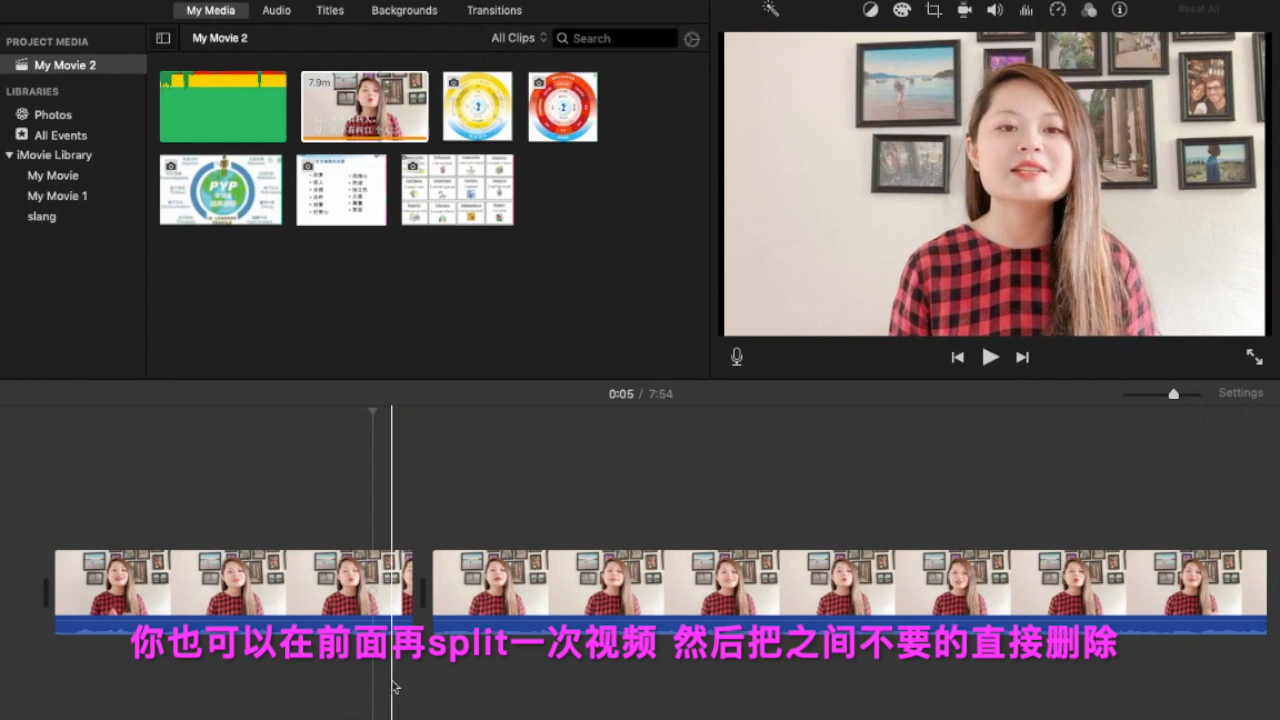 My Media Audio Titles Backgrounds Transitions
Reset All
PROJECT MEDIA
My Movie 2
All Clips
Search
My Movie 2
LIBRARIES
Photos
All Events
iMovie Library
My Movie
My Movie 1
slang
7.9m
PYP
0:05 / 7:54
Settings
你也可以在前面再split一次视频 然后把之间不要的直接删除